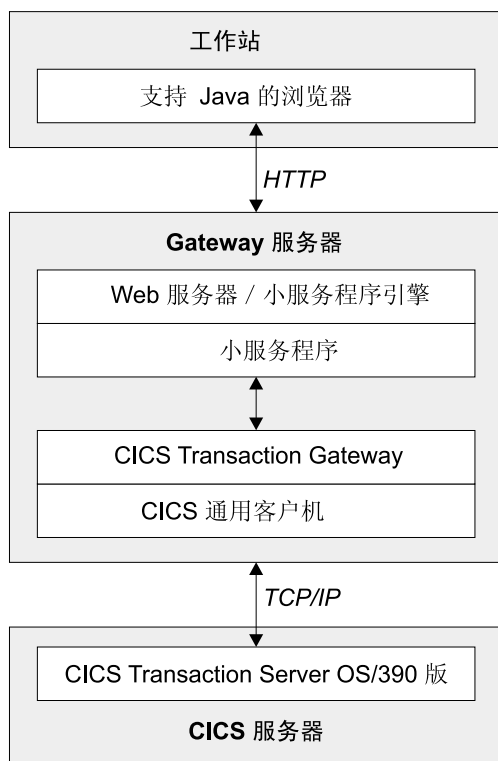 工作站
支持 Java 的浏览器
HTTP
Gateway 服务器
Web 服务器 / 小服务程序引擎
小服务程序
CICS Transaction Gateway
CICS 通用客户机
TCP/IP
CICS Transaction Server OS/390 版
CICS 服务器